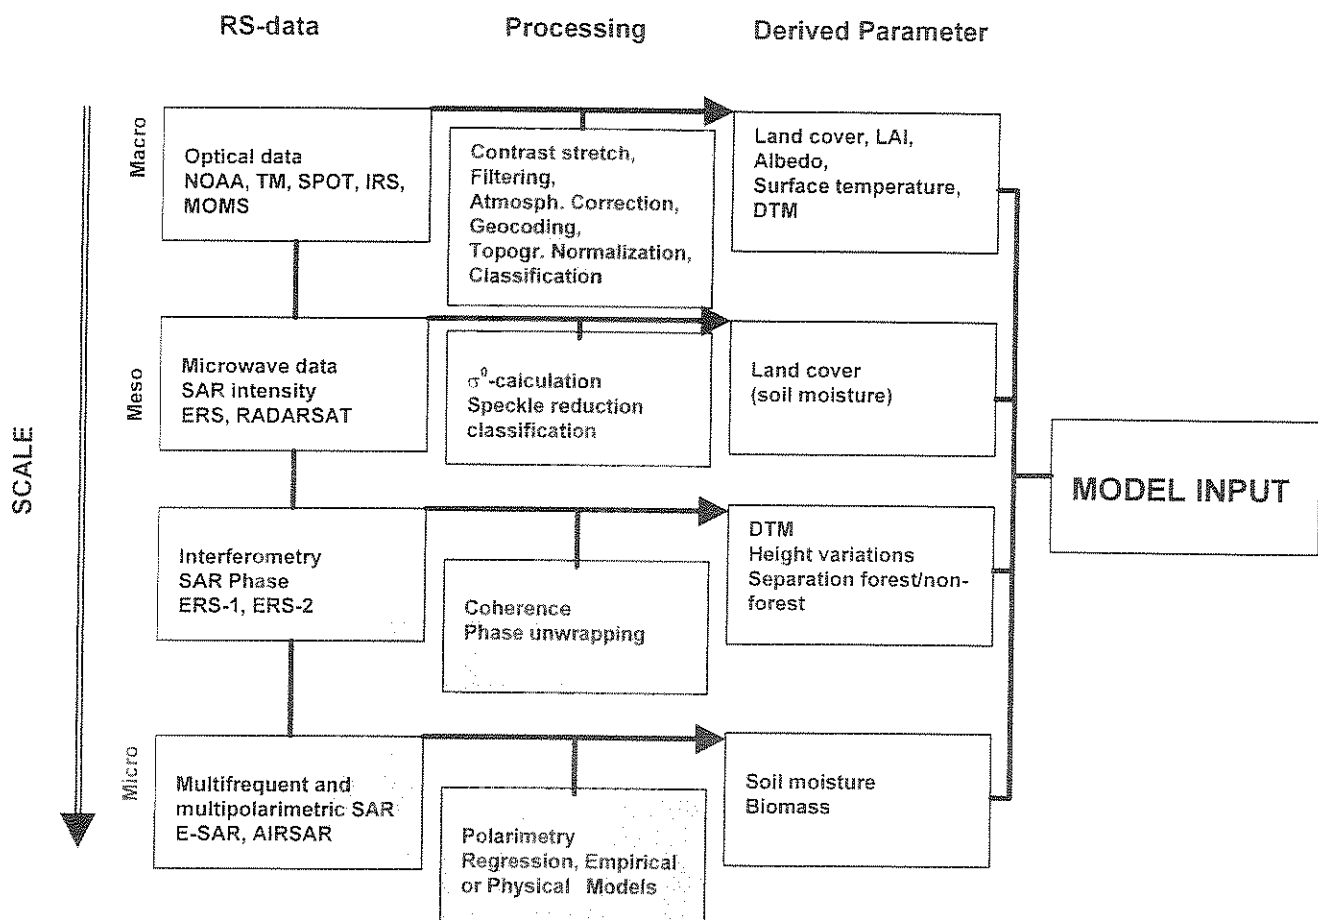 RS-data
Processing
Derived Parameter
SCALE
Macro
Optical data
NOAA, TM, SPOT, IRS,
MOMS
Contrast stretch,
Filtering,
Atmosph. Correction,
Geocoding,
Topogr. Normalization,
Classification
Land cover, LAI,
Albedo,
Surface temperature,
DTM
Meso
Microwave data
SAR intensity
ERS, RADARSAT
σ⁰-calculation
Speckle reduction
classification
Land cover
(soil moisture)
MODEL INPUT
Interferometry
SAR Phase
ERS-1, ERS-2
Coherence
Phase unwrapping
DTM
Height variations
Separation forest/non-
forest
Micro
Multifrequent and
multipolarimetric SAR
E-SAR, AIRSAR
Polarimetry
Regression, Empirical
or Physical Models
Soil moisture
Biomass